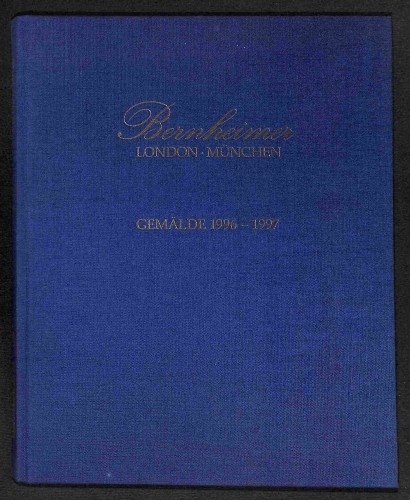 Bernheimer
LONDON · MÜNCHEN
GEMÄLDE 1996 – 1997